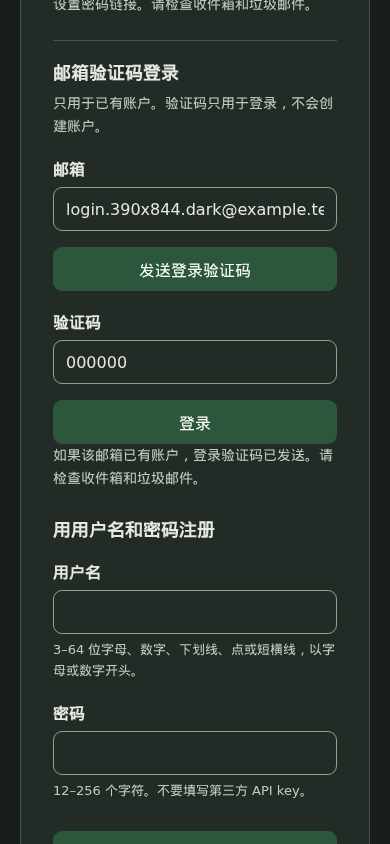 设置密码链接。请检查收件箱和垃圾邮件。
邮箱验证码登录
只用于已有账户。验证码只用于登录，不会创
建账户。
邮箱
login.390x844.dark@example.te
发送登录验证码
验证码
000000
登录
如果该邮箱已有账户，登录验证码已发送。请
检查收件箱和垃圾邮件。
用用户名和密码注册
用户名
3–64 位字母、数字、下划线、点或短横线，以字
母或数字开头。
密码
12–256 个字符。不要填写第三方 API key。